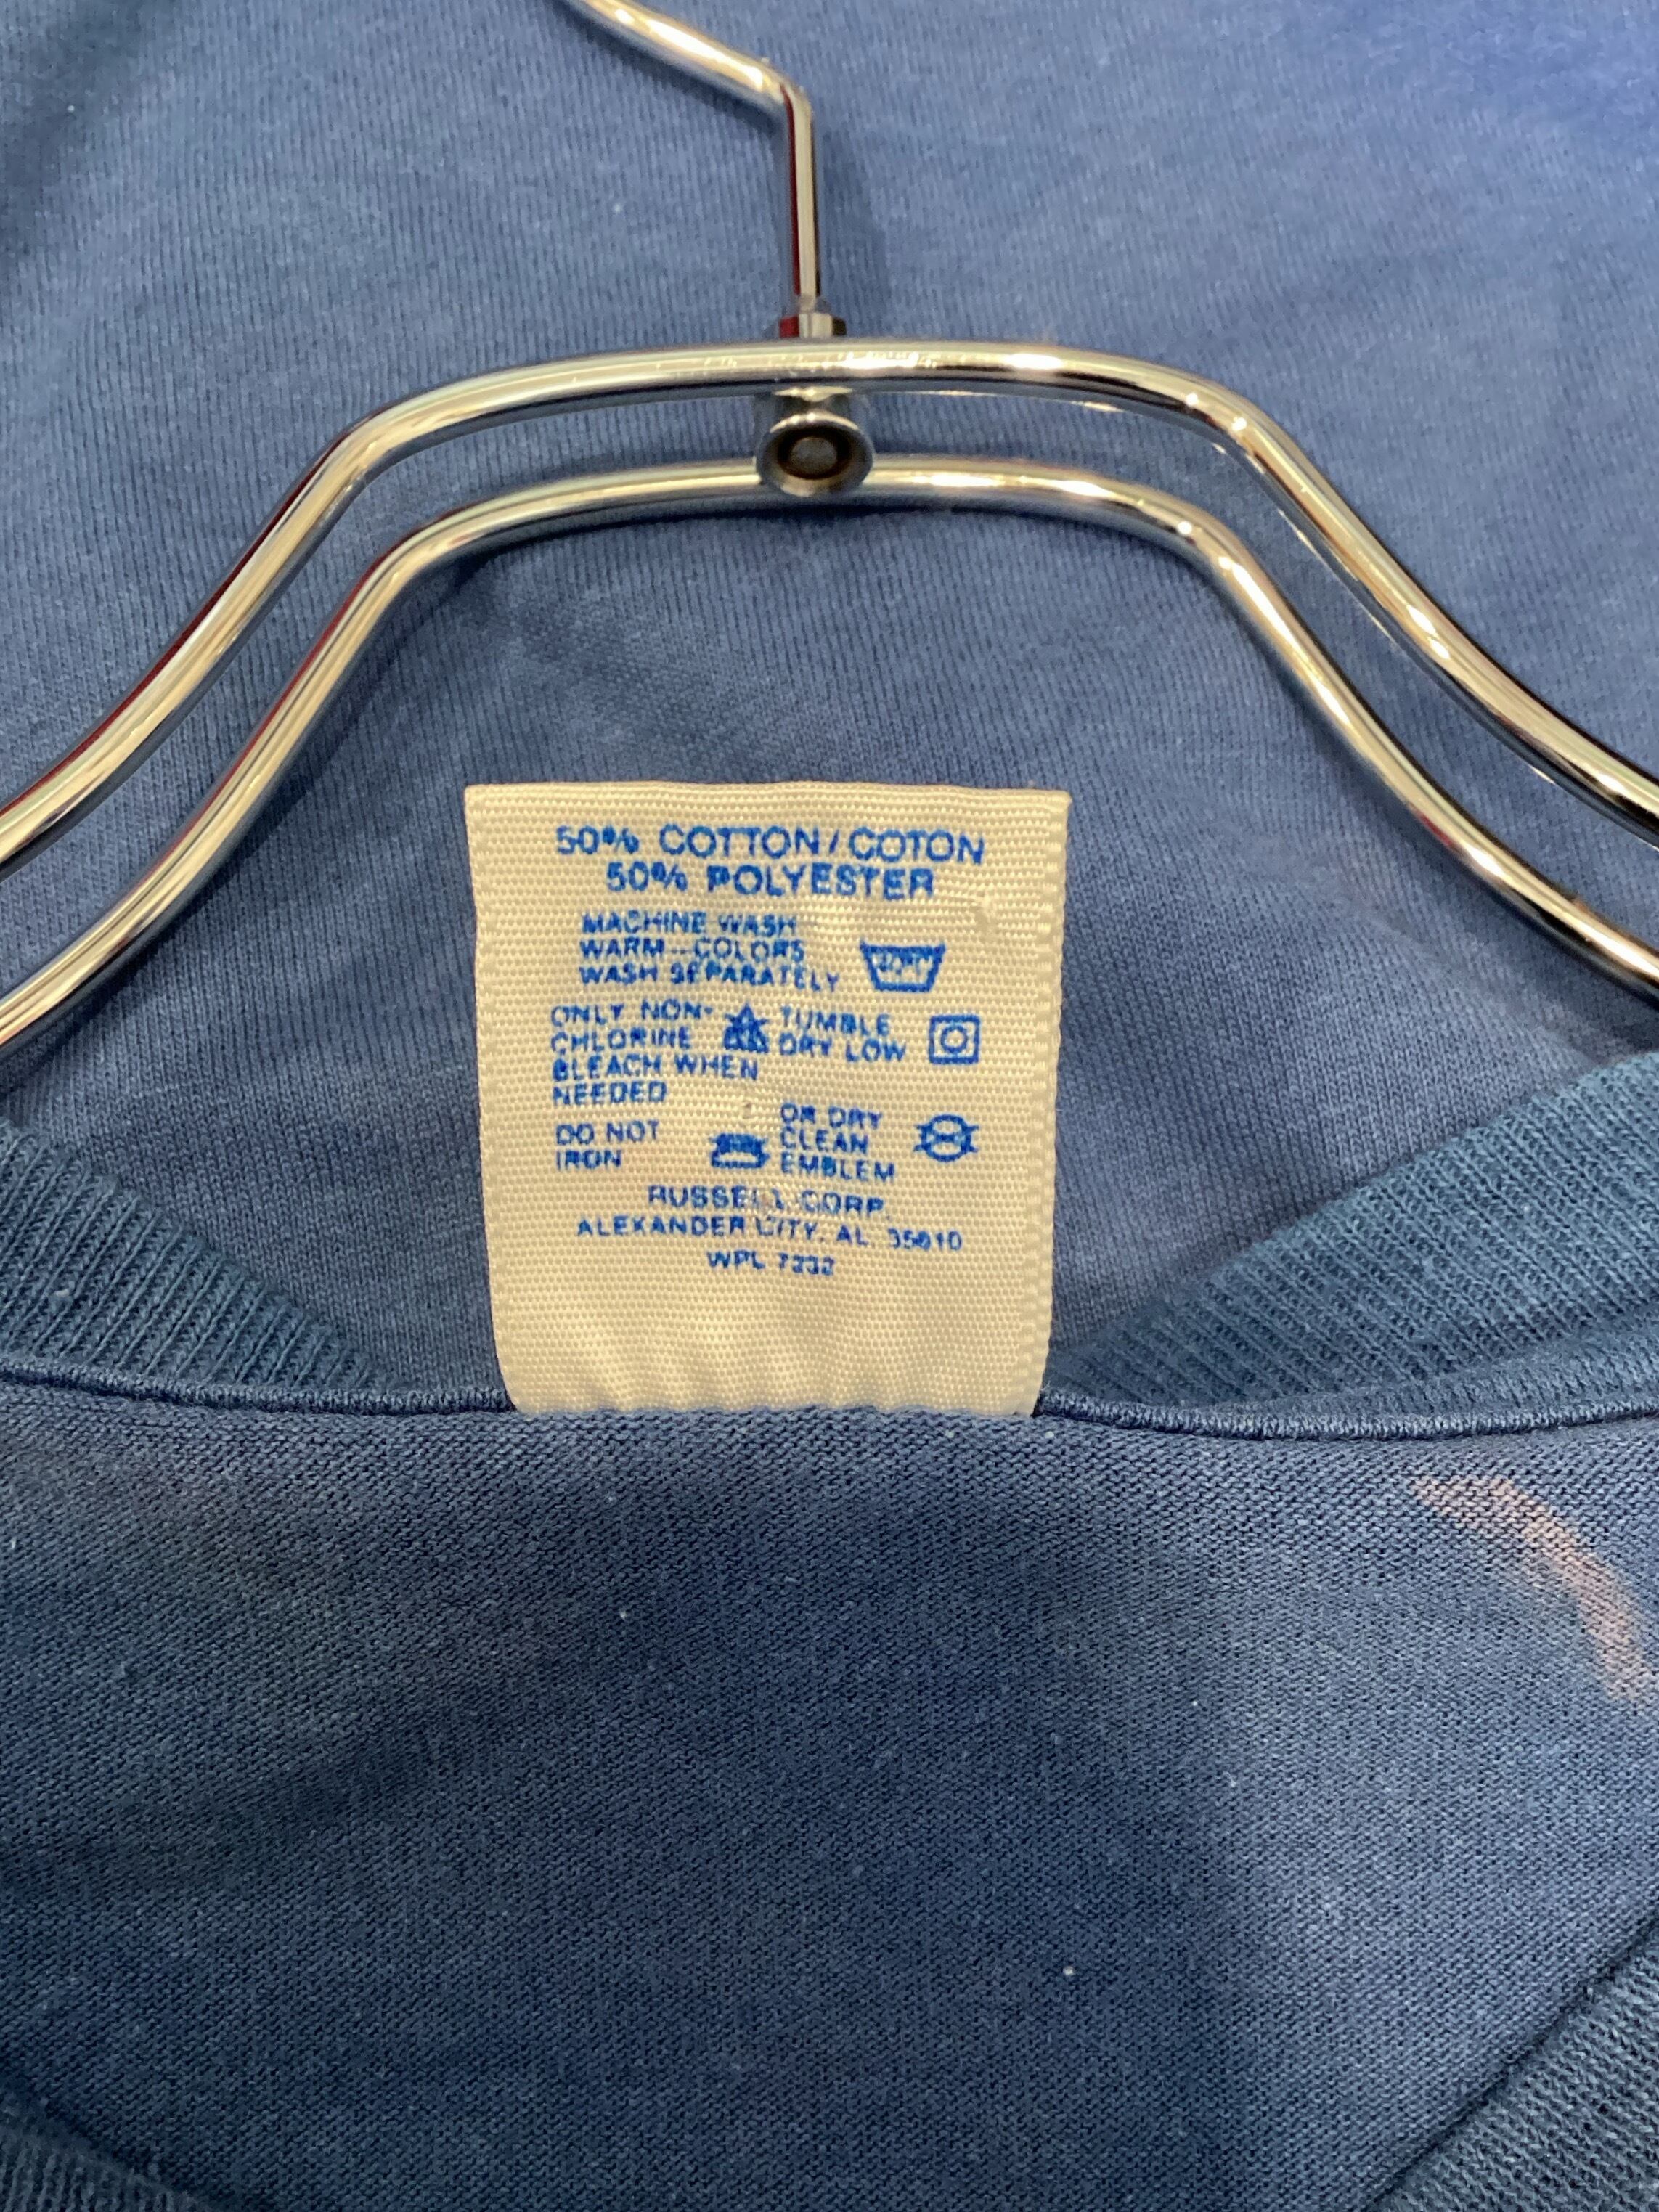 50% COTTON/COTON
50% POLYESTER
MACHINE WASH
WARM—COLORS
WASH SEPARATELY
ONLY NON-
CHLORINE
BLEACH WHEN
NEEDED
TUMBLE
DRY LOW
DO NOT
IRON
OR DRY
CLEAN
EMBLEM
RUSSELL CORP.
ALEXANDER CITY, AL. 35010
WPL 7232